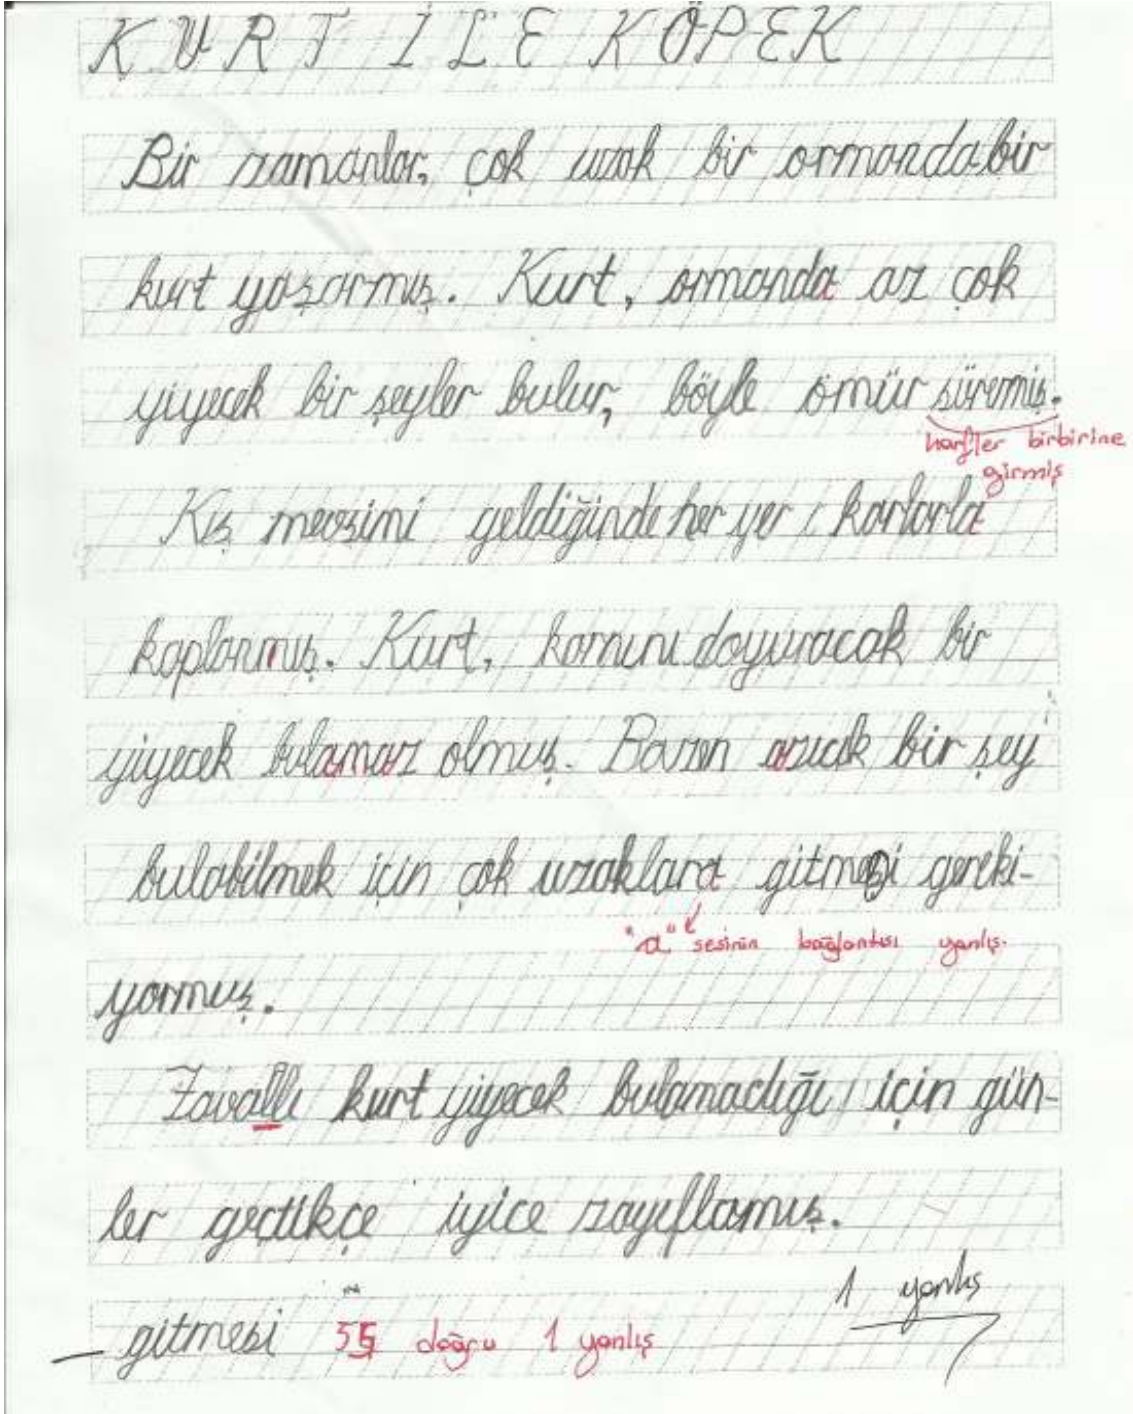 KURT İLE KÖPEK
Bir zamanlar, çok uzak bir ormanda bir
kurt yaşarmış. Kurt, ormanda az çok
yiyecek bir şeyler bulur, böyle ömür süremiş.
harfler birbirine
girmiş
Kış mevsimi geldiğinde her yer karlarla
kaplanmış. Kurt, karnını doyuracak bir
yiyecek bulamaz olmuş. Bazen azıcık bir şey
bulabilmek için çok uzaklara gitmesi gereki-
"a" sesinin bağlantısı yanlış.
yormuş.
Zavallı kurt yiyecek bulamadığı için gün-
ler geçtikçe iyice zayıflamış.
1 yanlış
gitmesi 55 doğru 1 yanlış